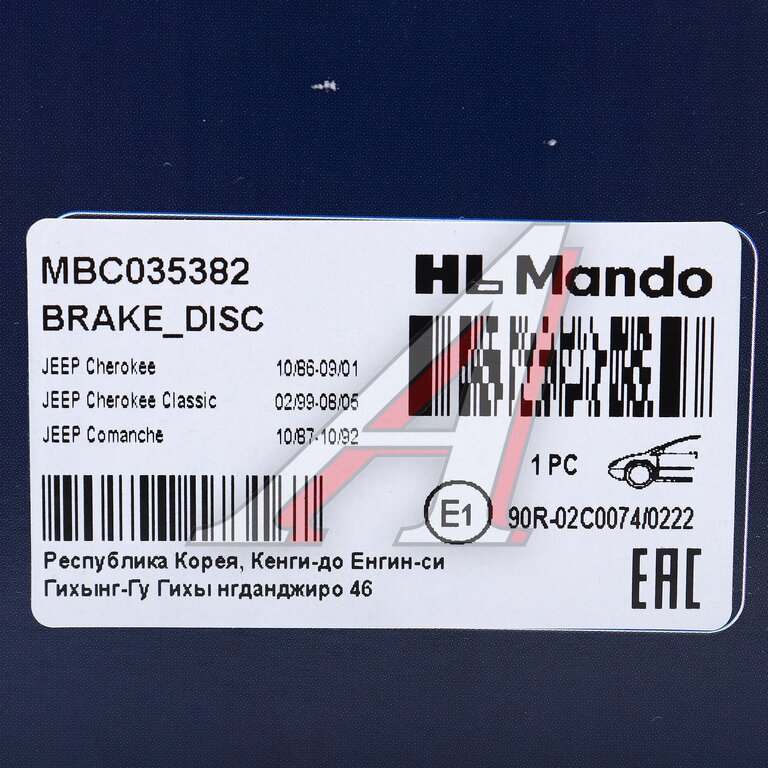 MBC035382
BRAKE_DISC
HL Mando
JEEP Cherokee 10/86-09/01
JEEP Cherokee Classic 02/99-08/05
JEEP Comanche 10/87-10/92
1 PC
E1 90R-02C0074/0222
Республика Корея, Кенги-до Енгин-си
Гихынг-Гу Гихы нгданджиро 46
EAC